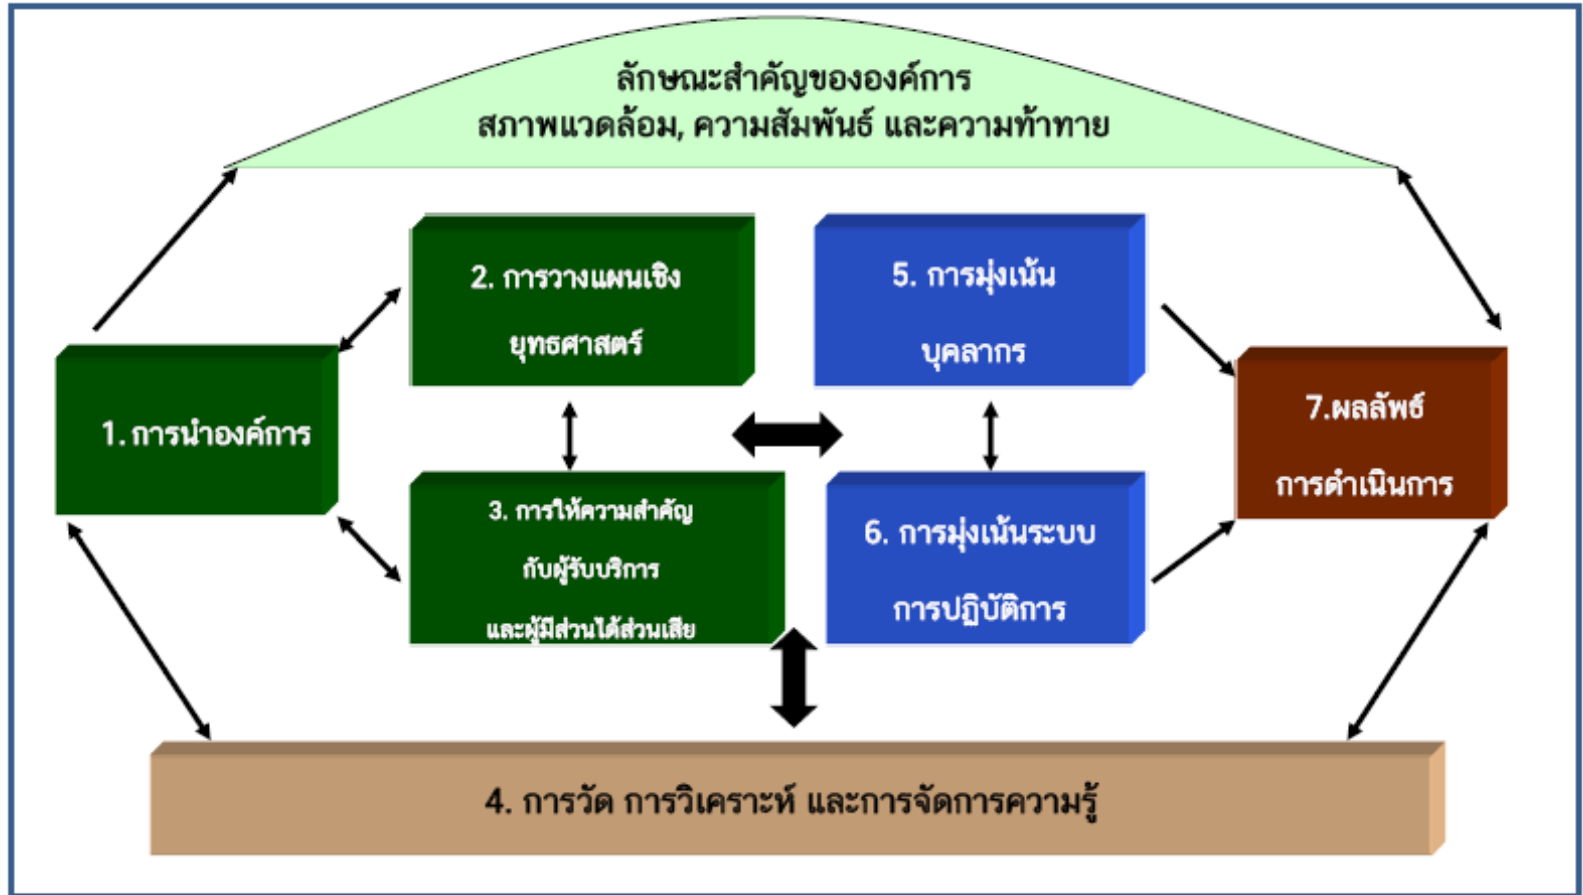 ลักษณะสำคัญขององค์การ
สภาพแวดล้อม, ความสัมพันธ์ และความท้าทาย
2. การวางแผนเชิง
ยุทธศาสตร์
5. การมุ่งเน้น
บุคลากร
1. การนำองค์การ
7.ผลลัพธ์
การดำเนินการ
3. การให้ความสำคัญ
กับผู้รับบริการ
และผู้มีส่วนได้ส่วนเสีย
6. การมุ่งเน้นระบบ
การปฏิบัติการ
4. การวัด การวิเคราะห์ และการจัดการความรู้